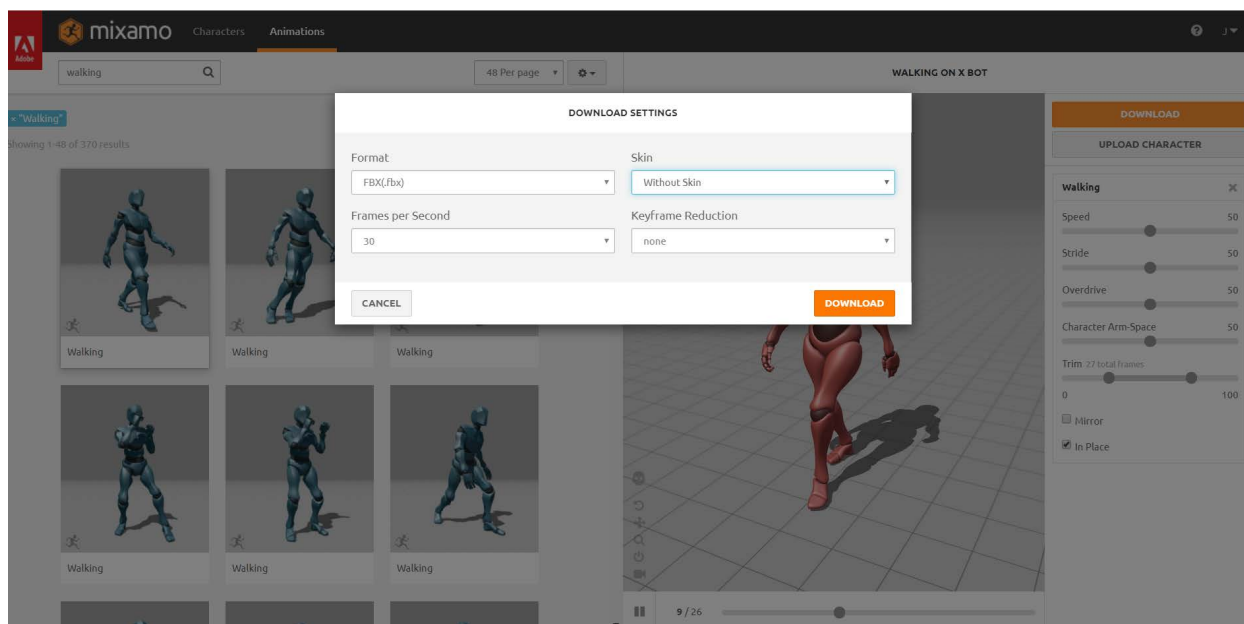 Adobe
mixamo
Characters
Animations
J
walking
48 Per page
WALKING ON X BOT
< "Walking"
Showing 1-48 of 370 results
DOWNLOAD SETTINGS
Format
Skin
FBX(.fbx)
Without Skin
Frames per Second
Keyframe Reduction
30
none
CANCEL
DOWNLOAD
Walking
Walking
Walking
Walking
Walking
Walking
DOWNLOAD
UPLOAD CHARACTER
Walking
Speed 50
Stride 50
Overdrive 50
Character Arm-Space 50
Trim 27 total frames
0 100
Mirror
In Place
9 / 26